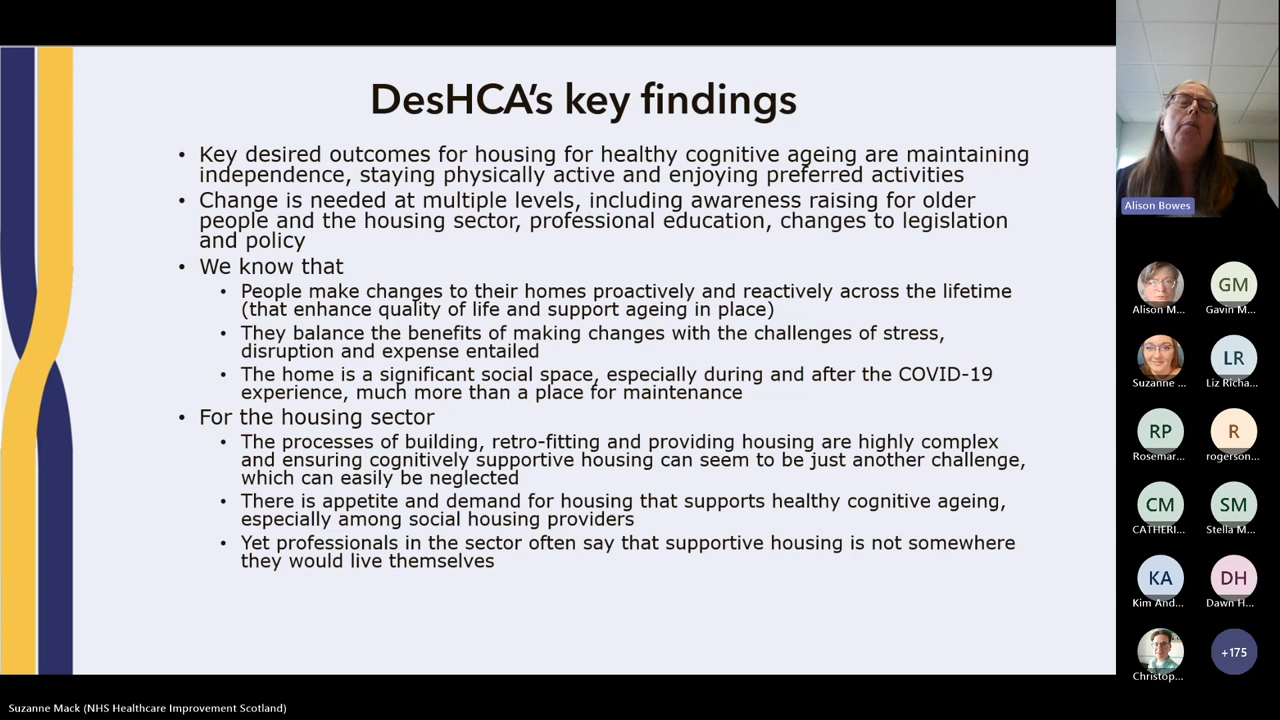 DesHCA's key findings
• Key desired outcomes for housing for healthy cognitive ageing are maintaining
independence, staying physically active and enjoying preferred activities
• Change is needed at multiple levels, including awareness raising for older
people and the housing sector, professional education, changes to legislation
and policy
• We know that
• People make changes to their homes proactively and reactively across the lifetime
(that enhance quality of life and support ageing in place)
• They balance the benefits of making changes with the challenges of stress,
disruption and expense entailed
• The home is a significant social space, especially during and after the COVID-19
experience, much more than a place for maintenance
• For the housing sector
• The processes of building, retro-fitting and providing housing are highly complex
and ensuring cognitively supportive housing can seem to be just another challenge,
which can easily be neglected
• There is appetite and demand for housing that supports healthy cognitive ageing,
especially among social housing providers
• Yet professionals in the sector often say that supportive housing is not somewhere
they would live themselves
Alison Bowes
Alison M...
GM
Gavin M...
Suzanne ...
LR
Liz Richa...
RP
Rosemar...
R
rogerson...
CM
CATHERI...
SM
Stella M...
KA
Kim And...
DH
Dawn H...
Christop...
+175
Suzanne Mack (NHS Healthcare Improvement Scotland)